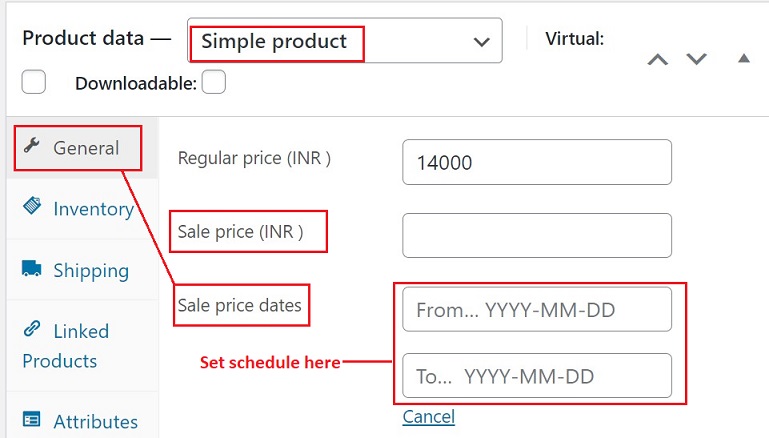 Product data —
Simple product
Virtual:
Downloadable:
General
Regular price (INR )
14000
Inventory
Sale price (INR )
Shipping
Sale price dates
From... YYYY-MM-DD
Linked
Products
Set schedule here
To... YYYY-MM-DD
Cancel
Attributes